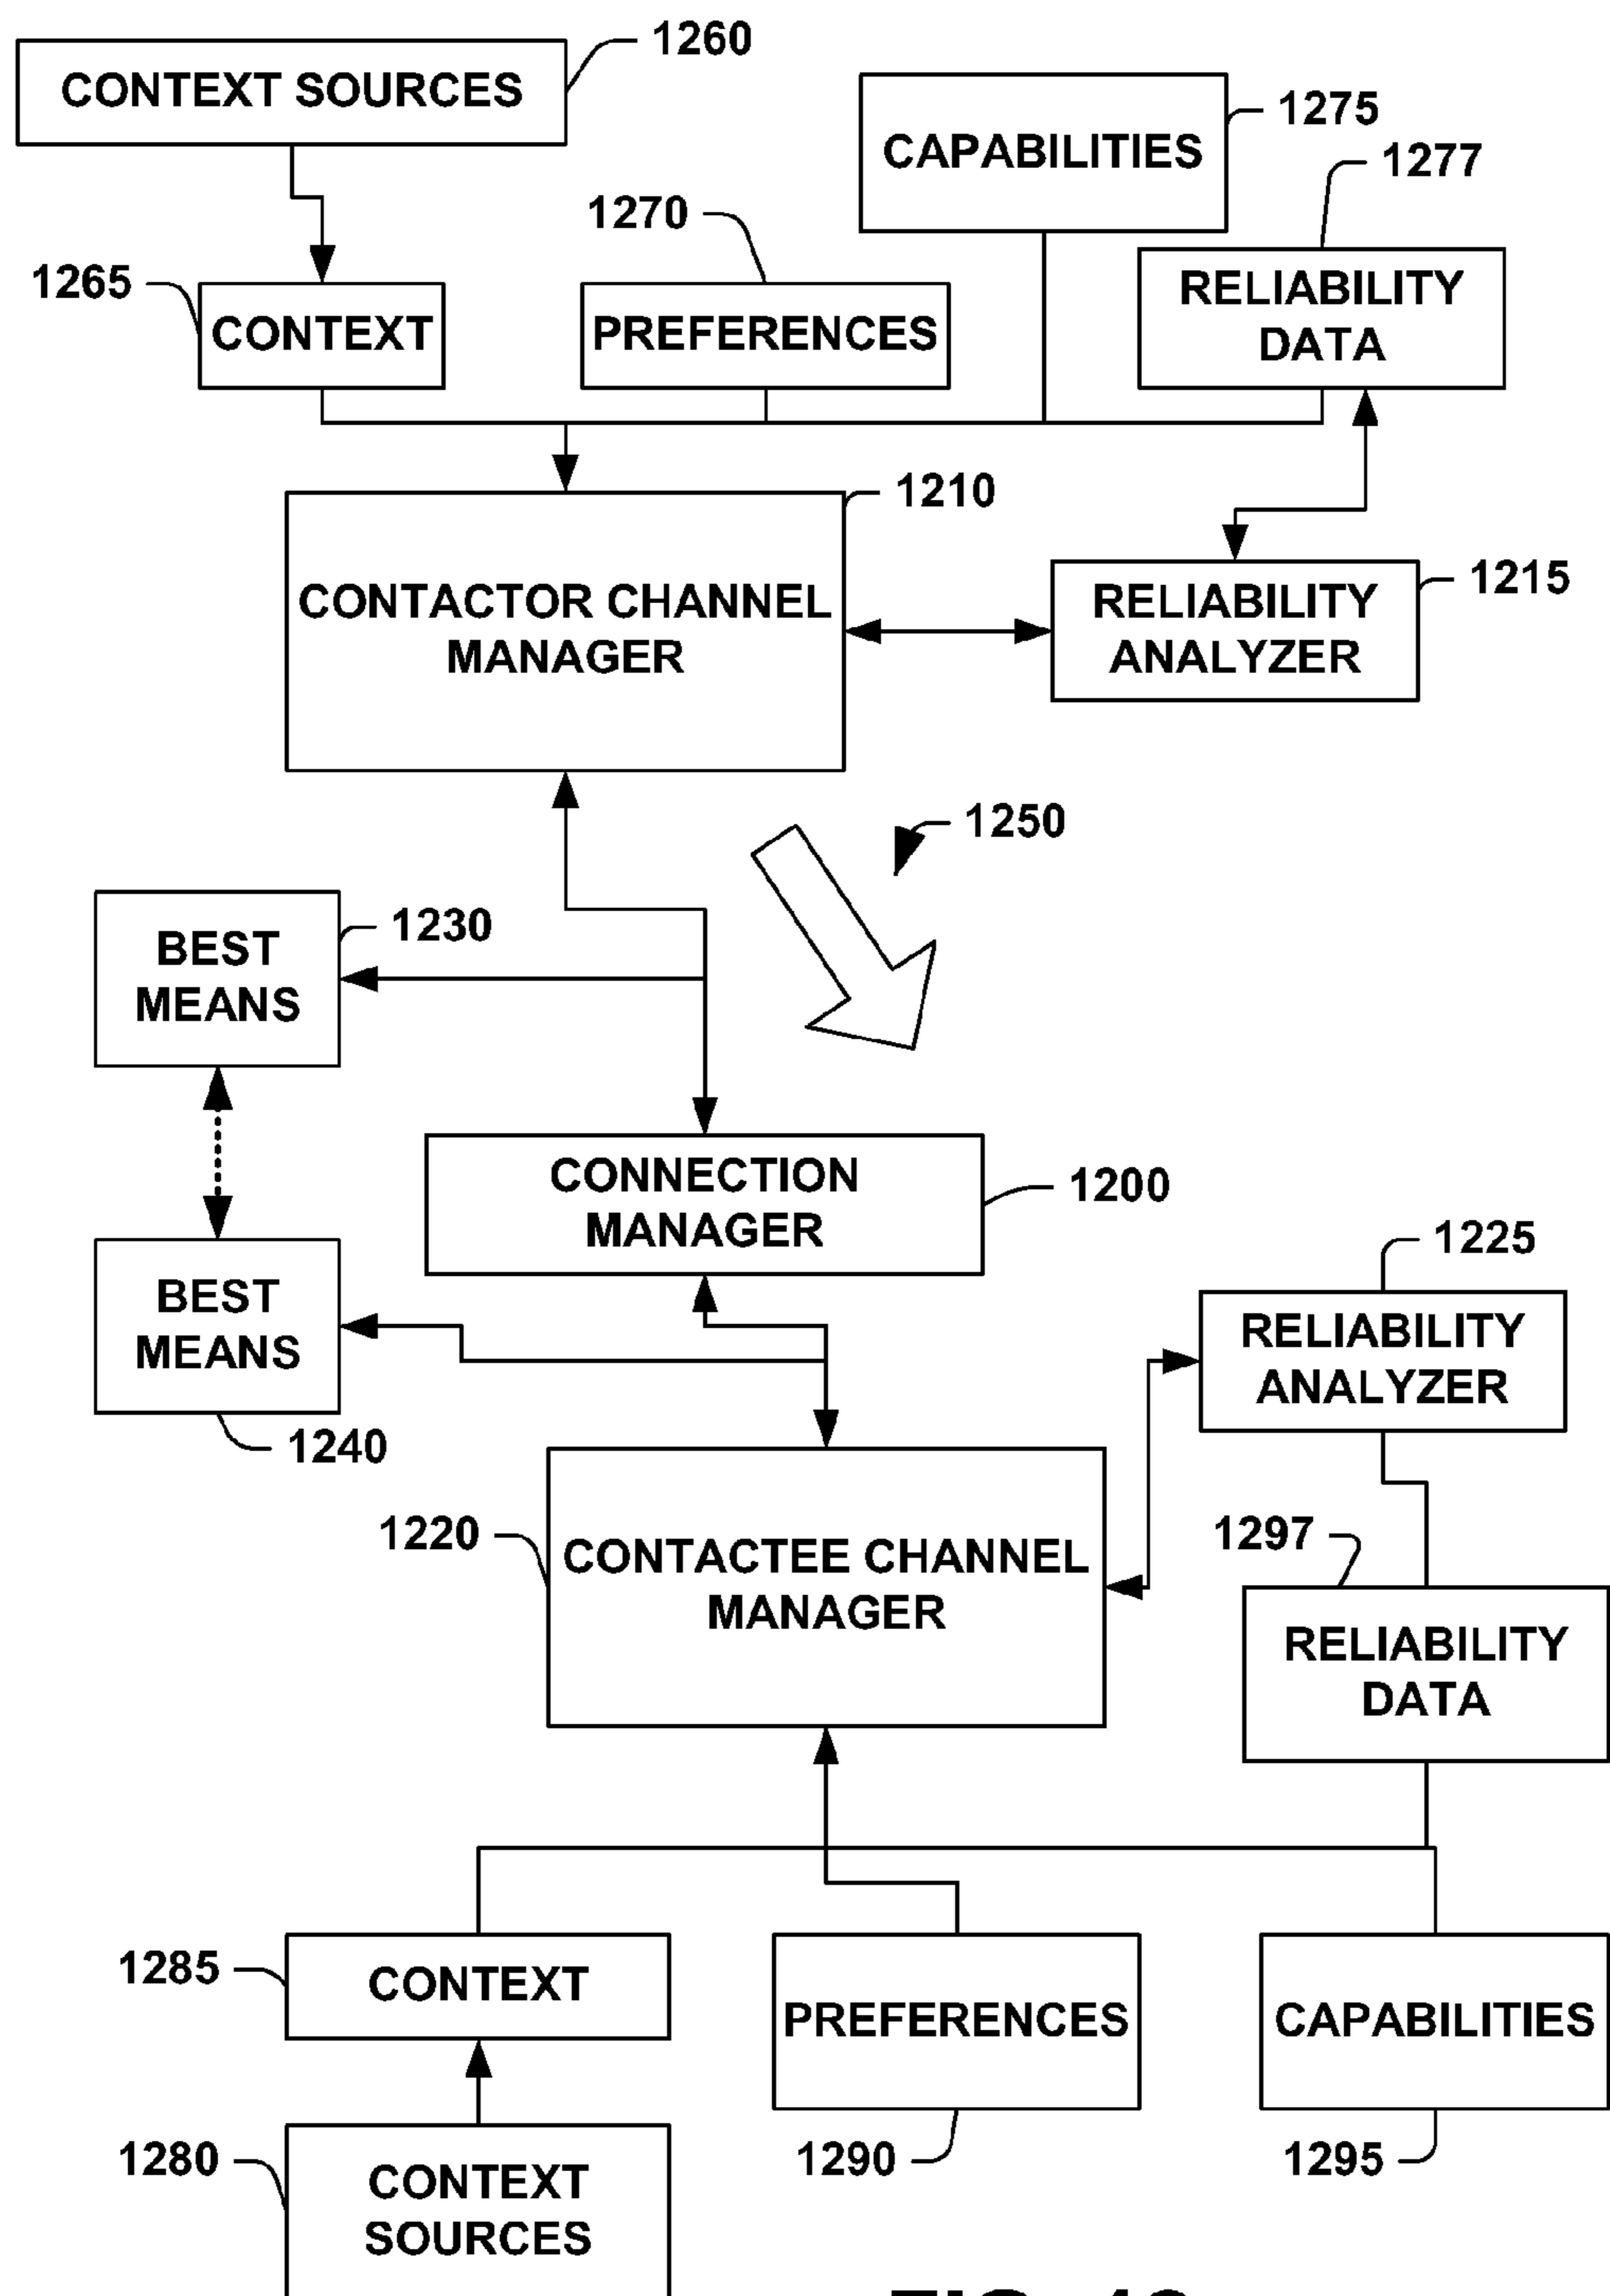 1260
CONTEXT SOURCES
1275
CAPABILITIES
1277
1270
1265
RELIABILITY
DATA
CONTEXT
PREFERENCES
1210
1215
CONTACTOR CHANNEL
MANAGER
RELIABILITY
ANALYZER
1250
1230
BEST
MEANS
CONNECTION
MANAGER
1200
1225
BEST
MEANS
RELIABILITY
ANALYZER
1240
1220
1297
CONTACTEE CHANNEL
MANAGER
RELIABILITY
DATA
1285
CONTEXT
PREFERENCES
CAPABILITIES
1280
1290
1295
CONTEXT
SOURCES